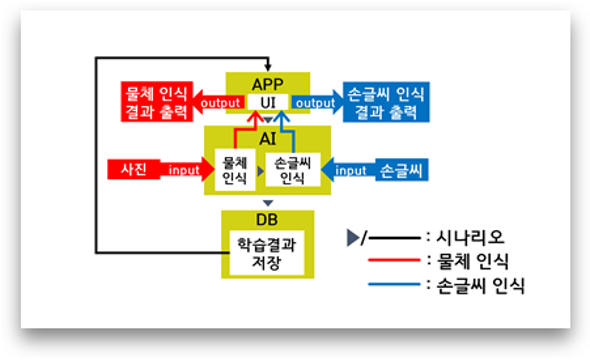 APP
UI
물체 인식
결과 출력
output
output
손글씨 인식
결과 출력
AI
사진
input
물체
인식
손글씨
인식
input
손글씨
DB
학습결과
저장
/ : 시나리오
: 물체 인식
: 손글씨 인식